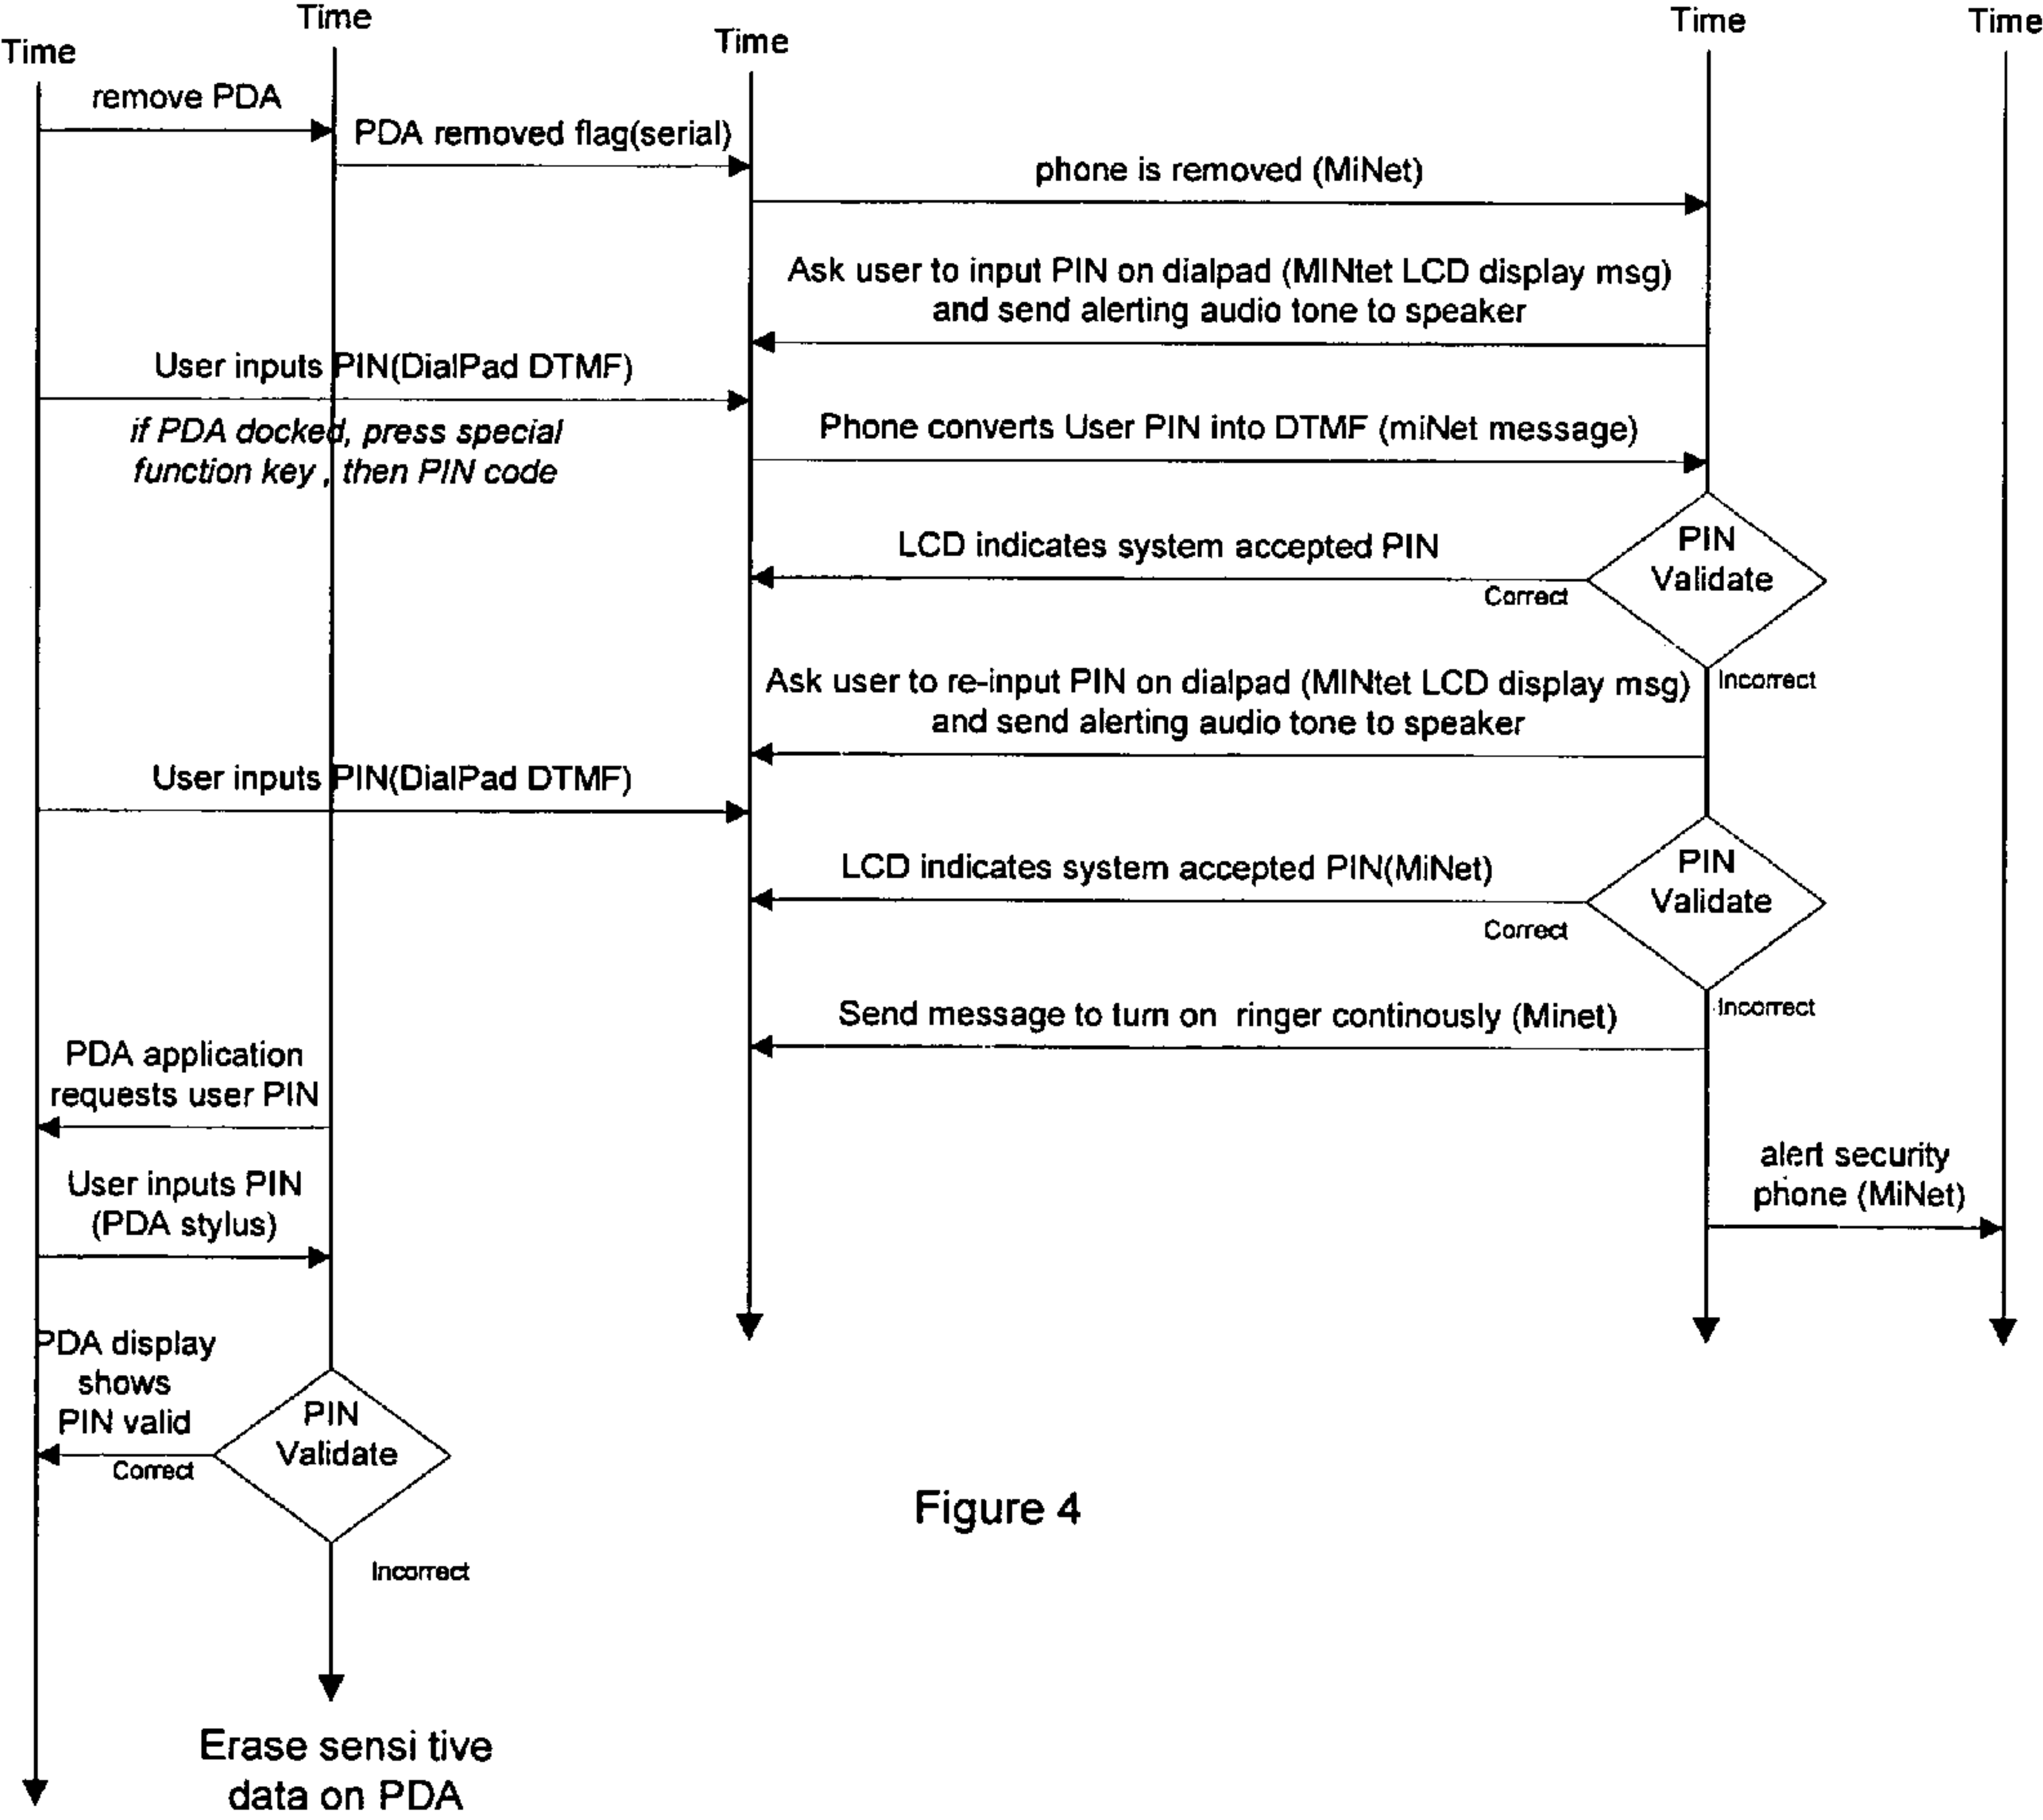 Time
Time
Time
Time
Time
remove PDA
PDA removed flag(serial)
phone is removed (MiNet)
Ask user to input PIN on dialpad (MINtet LCD display msg)
and send alerting audio tone to speaker
User inputs PIN(DialPad DTMF)
if PDA docked, press special
function key , then PIN code
Phone converts User PIN into DTMF (miNet message)
LCD indicates system accepted PIN
PIN
Validate
Correct
Incorrect
Ask user to re-input PIN on dialpad (MINtet LCD display msg)
and send alerting audio tone to speaker
User inputs PIN(DialPad DTMF)
LCD indicates system accepted PIN(MiNet)
PIN
Validate
Correct
Incorrect
Send message to turn on ringer continously (Minet)
PDA application
requests user PIN
alert security
phone (MiNet)
User inputs PIN
(PDA stylus)
PDA display
shows
PIN valid
PIN
Validate
Correct
Incorrect
Figure 4
Erase sensi tive
data on PDA